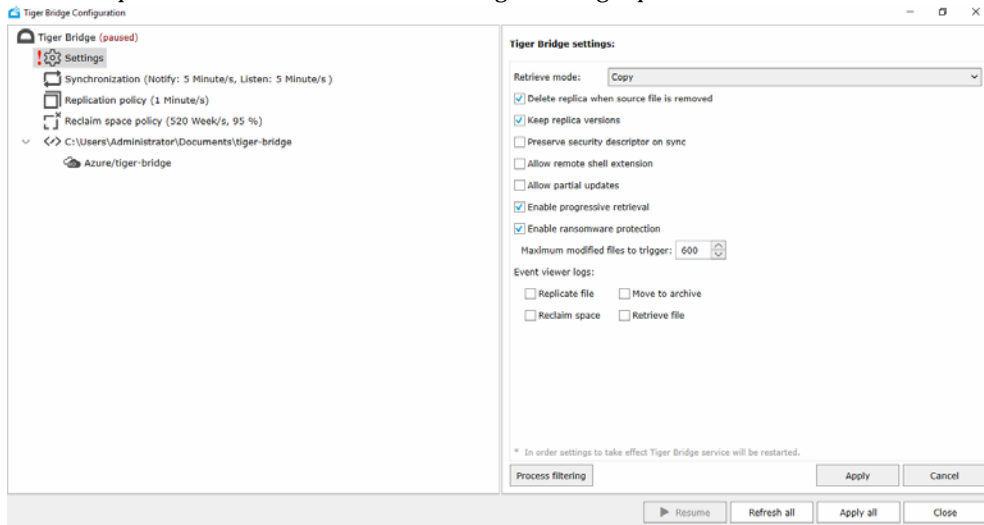 Tiger Bridge Configuration
Tiger Bridge (paused)
Settings
Synchronization (Notify: 5 Minute/s, Listen: 5 Minute/s )
Replication policy (1 Minute/s)
Reclaim space policy (520 Week/s, 95 %)
C:\Users\Administrator\Documents\tiger-bridge
Azure/tiger-bridge
Tiger Bridge settings:
Retrieve mode: Copy
Delete replica when source file is removed
Keep replica versions
Preserve security descriptor on sync
Allow remote shell extension
Allow partial updates
Enable progressive retrieval
Enable ransomware protection
Maximum modified files to trigger: 600
Event viewer logs:
Replicate file Move to archive
Reclaim space Retrieve file
* In order settings to take effect Tiger Bridge service will be restarted.
Process filtering Apply Cancel
Resume Refresh all Apply all Close